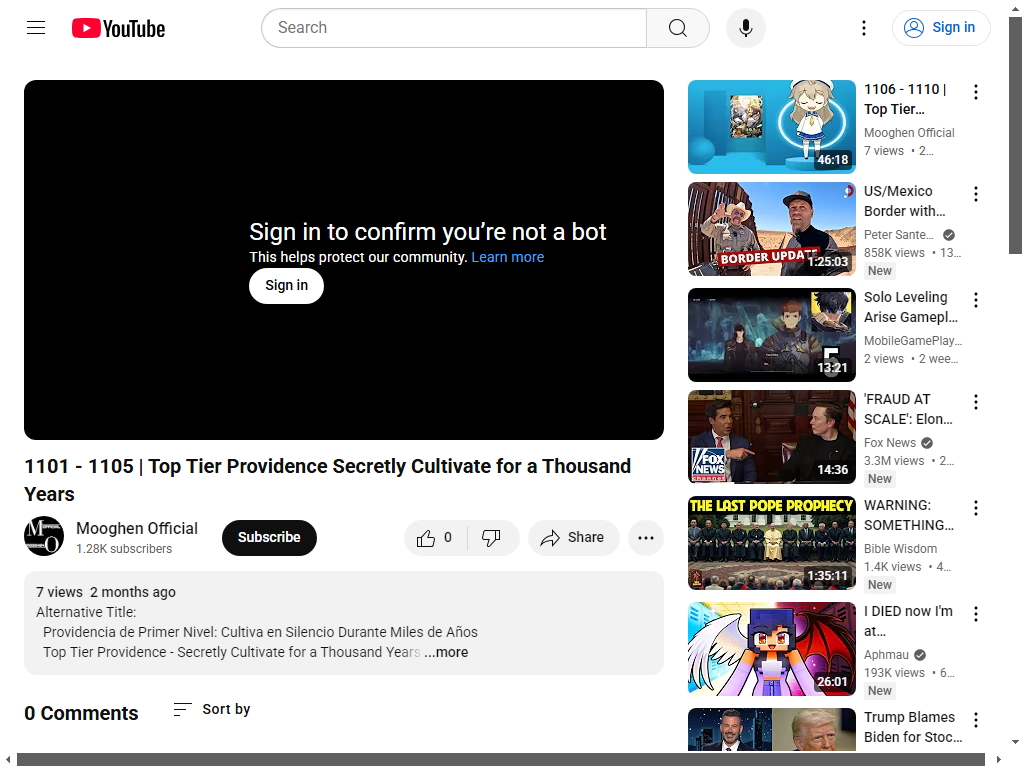 YouTube
Search
Sign in
Sign in to confirm you're not a bot
This helps protect our community. Learn more
Sign in
1101 - 1105 | Top Tier Providence Secretly Cultivate for a Thousand
Years
Mooghen Official
1.28K subscribers
Subscribe
0
Share
7 views 2 months ago
Alternative Title:
Providencia de Primer Nivel: Cultiva en Silencio Durante Miles de Años
Top Tier Providence - Secretly Cultivate for a Thousand Years ...more
0 Comments
Sort by
46:18
1106 - 1110 |
Top Tier...
Mooghen Official
7 views • 2...
BORDER UPDATE
1:25:03
US/Mexico
Border with...
Peter Sante...
858K views • 13...
New
13:21
Solo Leveling
Arise Gamepl...
MobileGamePlay...
2 views • 2 wee...
FOX
NEWS
channel
14:36
'FRAUD AT
SCALE': Elon...
Fox News
3.3M views • 2...
New
THE LAST POPE PROPHECY
1:35:11
WARNING:
SOMETHING...
Bible Wisdom
1.4K views • 4...
New
26:01
I DIED now I'm
at...
Aphmau
193K views • 6...
New
Trump Blames
Biden for Stoc...